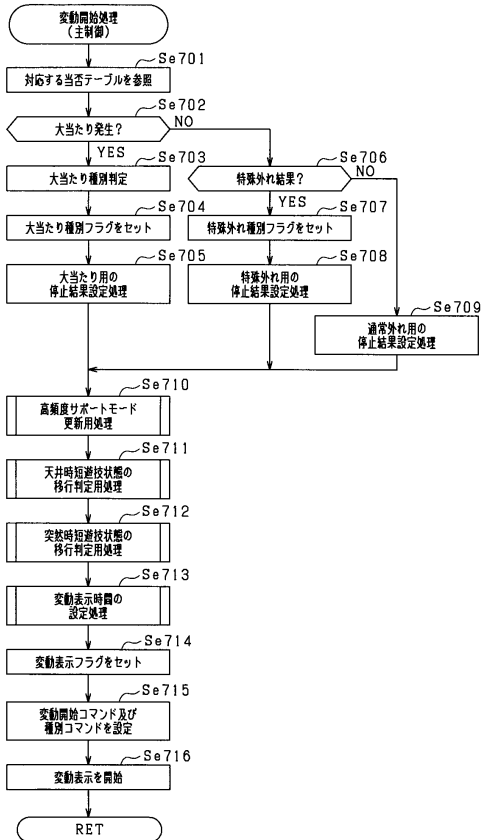 変動開始処理
(主制御)
Se701
対応する当否テーブルを参照
Se702
大当たり発生?
NO
YES
Se703
大当たり種別判定
Se706
特殊外れ結果?
NO
YES
Se704
大当たり種別フラグをセット
Se707
特殊外れ種別フラグをセット
Se705
大当たり用の
停止結果設定処理
Se708
特殊外れ用の
停止結果設定処理
Se709
通常外れ用の
停止結果設定処理
Se710
高頻度サポートモード
更新用処理
Se711
天井時短遊技状態の
移行判定用処理
Se712
突然時短遊技状態の
移行判定用処理
Se713
変動表示時間の
設定処理
Se714
変動表示フラグをセット
Se715
変動開始コマンド及び
種別コマンドを設定
Se716
変動表示を開始
RET